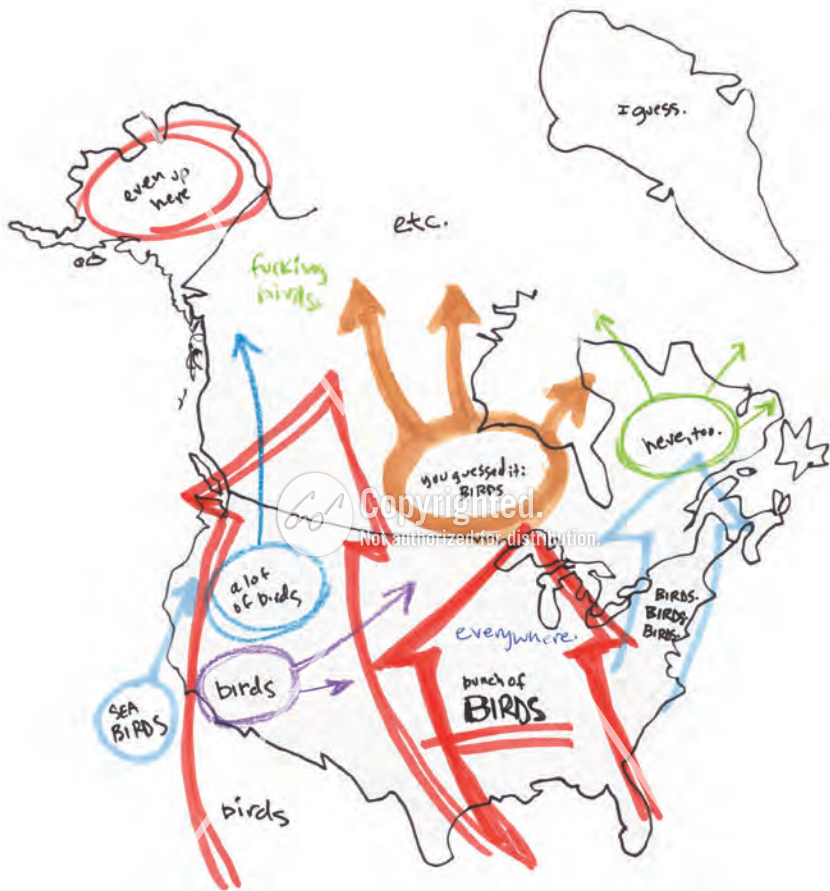 I guess.
even up
here
etc.
fucking
birds.
here, too.
you guessed it:
BIRDS
Copyrighted.
Not authorized for distribution.
a lot
of birds
BIRDS.
BIRDS.
BIRDS.
everywhere.
birds
bunch of
BIRDS
SEA
BIRDS
birds